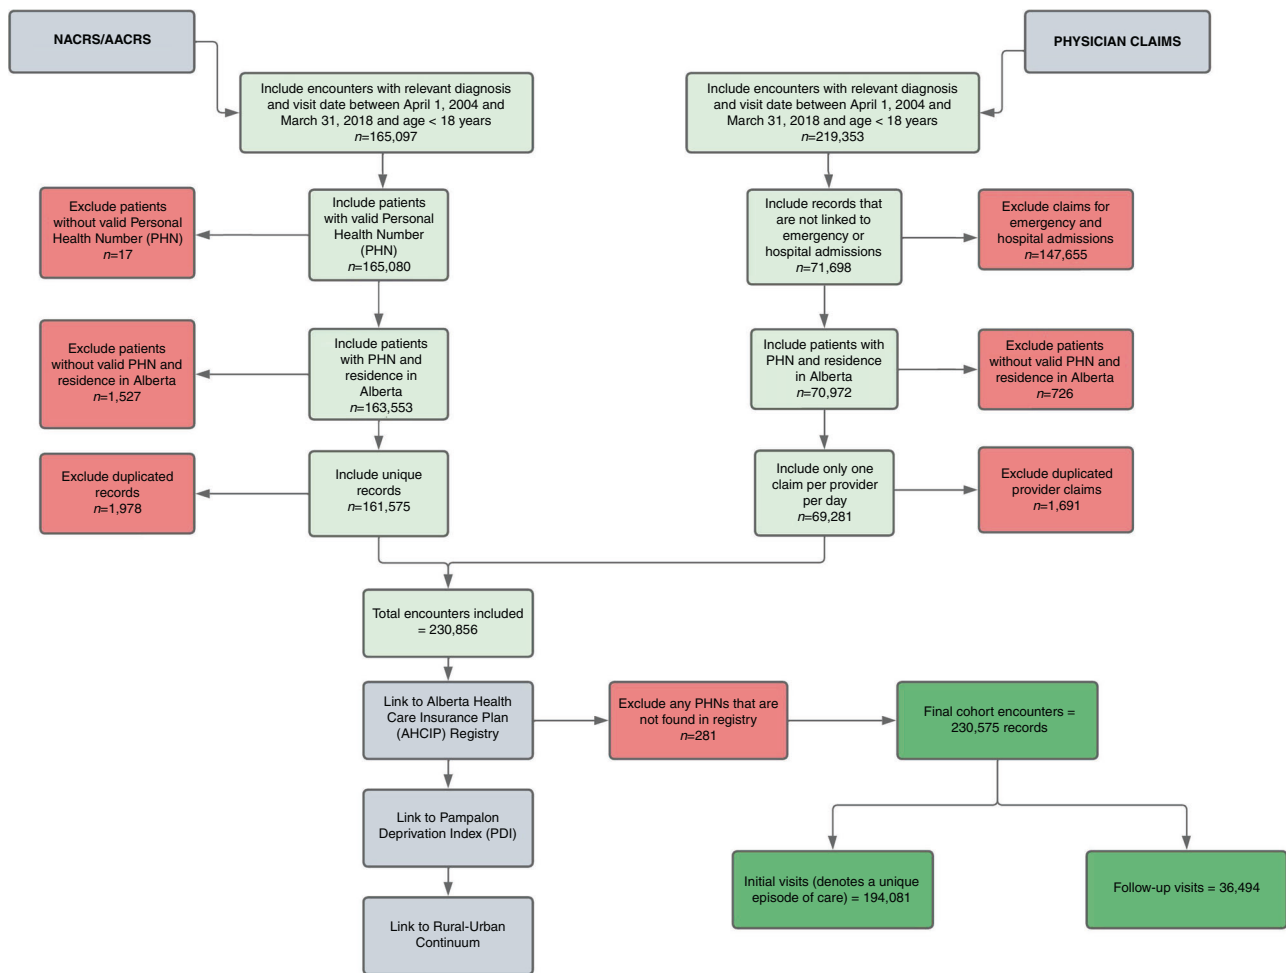 NACRS/AACRS
PHYSICIAN CLAIMS
Include encounters with relevant diagnosis
and visit date between April 1, 2004 and
March 31, 2018 and age < 18 years
n=165,097
Include encounters with relevant diagnosis
and visit date between April 1, 2004 and
March 31, 2018 and age < 18 years
n=219,353
Exclude patients
without valid Personal
Health Number (PHN)
n=17
Include patients
with valid Personal
Health Number
(PHN)
n=165,080
Include records that
are not linked to
emergency or
hospital admissions
n=71,698
Exclude claims for
emergency and
hospital admissions
n=147,655
Exclude patients
without valid PHN and
residence in Alberta
n=1,527
Include patients
with PHN and
residence in
Alberta
n=163,553
Include patients with
PHN and residence
in Alberta
n=70,972
Exclude patients
without valid PHN and
residence in Alberta
n=726
Exclude duplicated
records
n=1,978
Include unique
records
n=161,575
Include only one
claim per provider
per day
n=69,281
Exclude duplicated
provider claims
n=1,691
Total encounters included
= 230,856
Link to Alberta Health
Care Insurance Plan
(AHCIP) Registry
Exclude any PHNs that are
not found in registry
n=281
Final cohort encounters =
230,575 records
Link to Pampalon
Deprivation Index (PDI)
Initial visits (denotes a unique
episode of care) = 194,081
Follow-up visits = 36,494
Link to Rural-Urban
Continuum